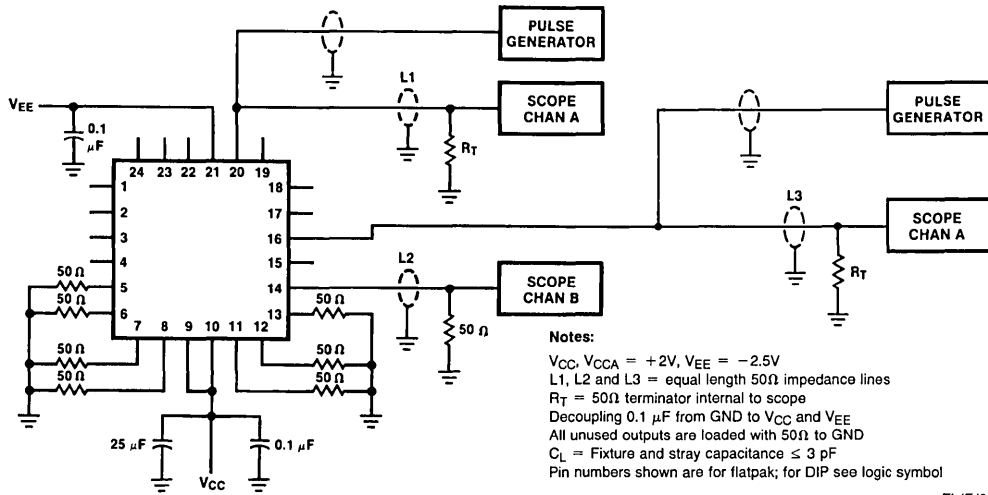 PULSE
GENERATOR
L1
SCOPE
CHAN A
RT
VEE
0.1
μF
PULSE
GENERATOR
L3
SCOPE
CHAN A
RT
24 23 22 21 20 19
1
2
3
4
5
6
18
17
16
15
14
13
7 8 9 10 11 12
50 Ω
50 Ω
50 Ω
50 Ω
50 Ω
50 Ω
50 Ω
L2
SCOPE
CHAN B
50 Ω
25 μF
0.1 μF
VCC
Notes:
VCC, VCCA = +2V, VEE = −2.5V
L1, L2 and L3 = equal length 50Ω impedance lines
RT = 50Ω terminator internal to scope
Decoupling 0.1 μF from GND to VCC and VEE
All unused outputs are loaded with 50Ω to GND
CL = Fixture and stray capacitance ≤ 3 pF
Pin numbers shown are for flatpak; for DIP see logic symbol